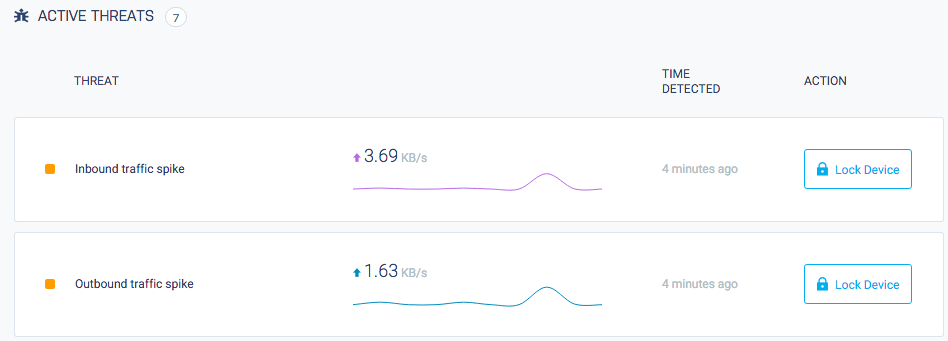 ACTIVE THREATS 7
THREAT
TIME
DETECTED
ACTION
Inbound traffic spike
3.69 KB/s
4 minutes ago
Lock Device
Outbound traffic spike
1.63 KB/s
4 minutes ago
Lock Device